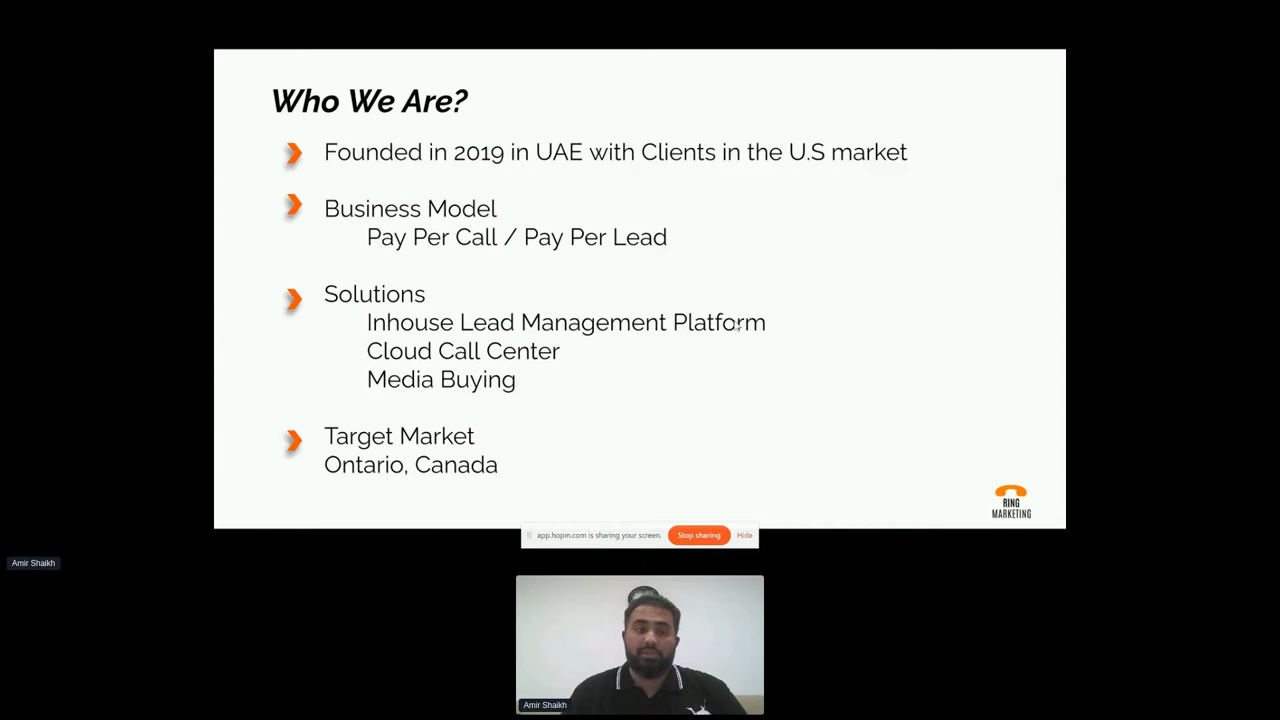 Who We Are?
Founded in 2019 in UAE with Clients in the U.S market
Business Model
Pay Per Call / Pay Per Lead
Solutions
Inhouse Lead Management Platform
Cloud Call Center
Media Buying
Target Market
Ontario, Canada
RING
MARKETING
app.hopin.com is sharing your screen.
Stop sharing
Hide
Amir Shaikh
Amir Shaikh